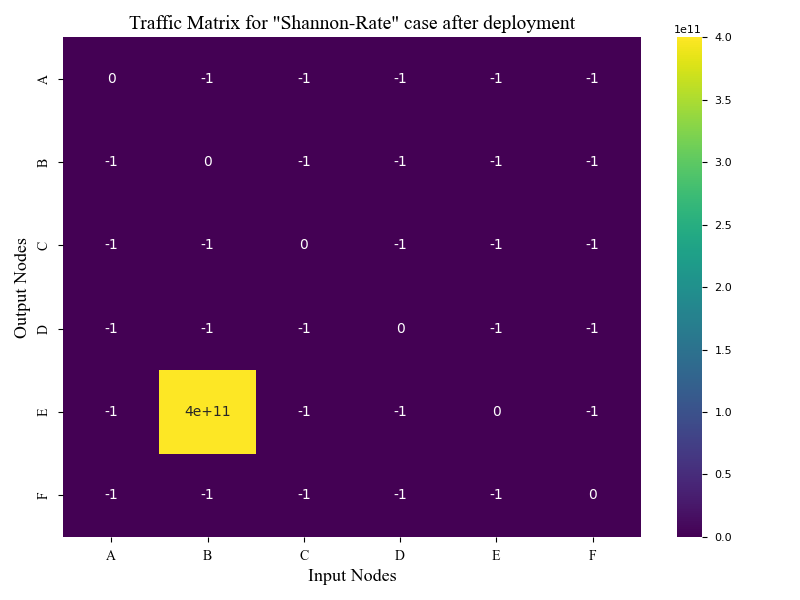 Traffic Matrix for "Shannon-Rate" case after deployment
1e11
A 0 -1 -1 -1 -1 -1
B -1 0 -1 -1 -1 -1
C -1 -1 0 -1 -1 -1
D -1 -1 -1 0 -1 -1
E -1 4e+11 -1 -1 0 -1
F -1 -1 -1 -1 -1 0
A B C D E F
Input Nodes
Output Nodes
4.0
3.5
3.0
2.5
2.0
1.5
1.0
0.5
0.0